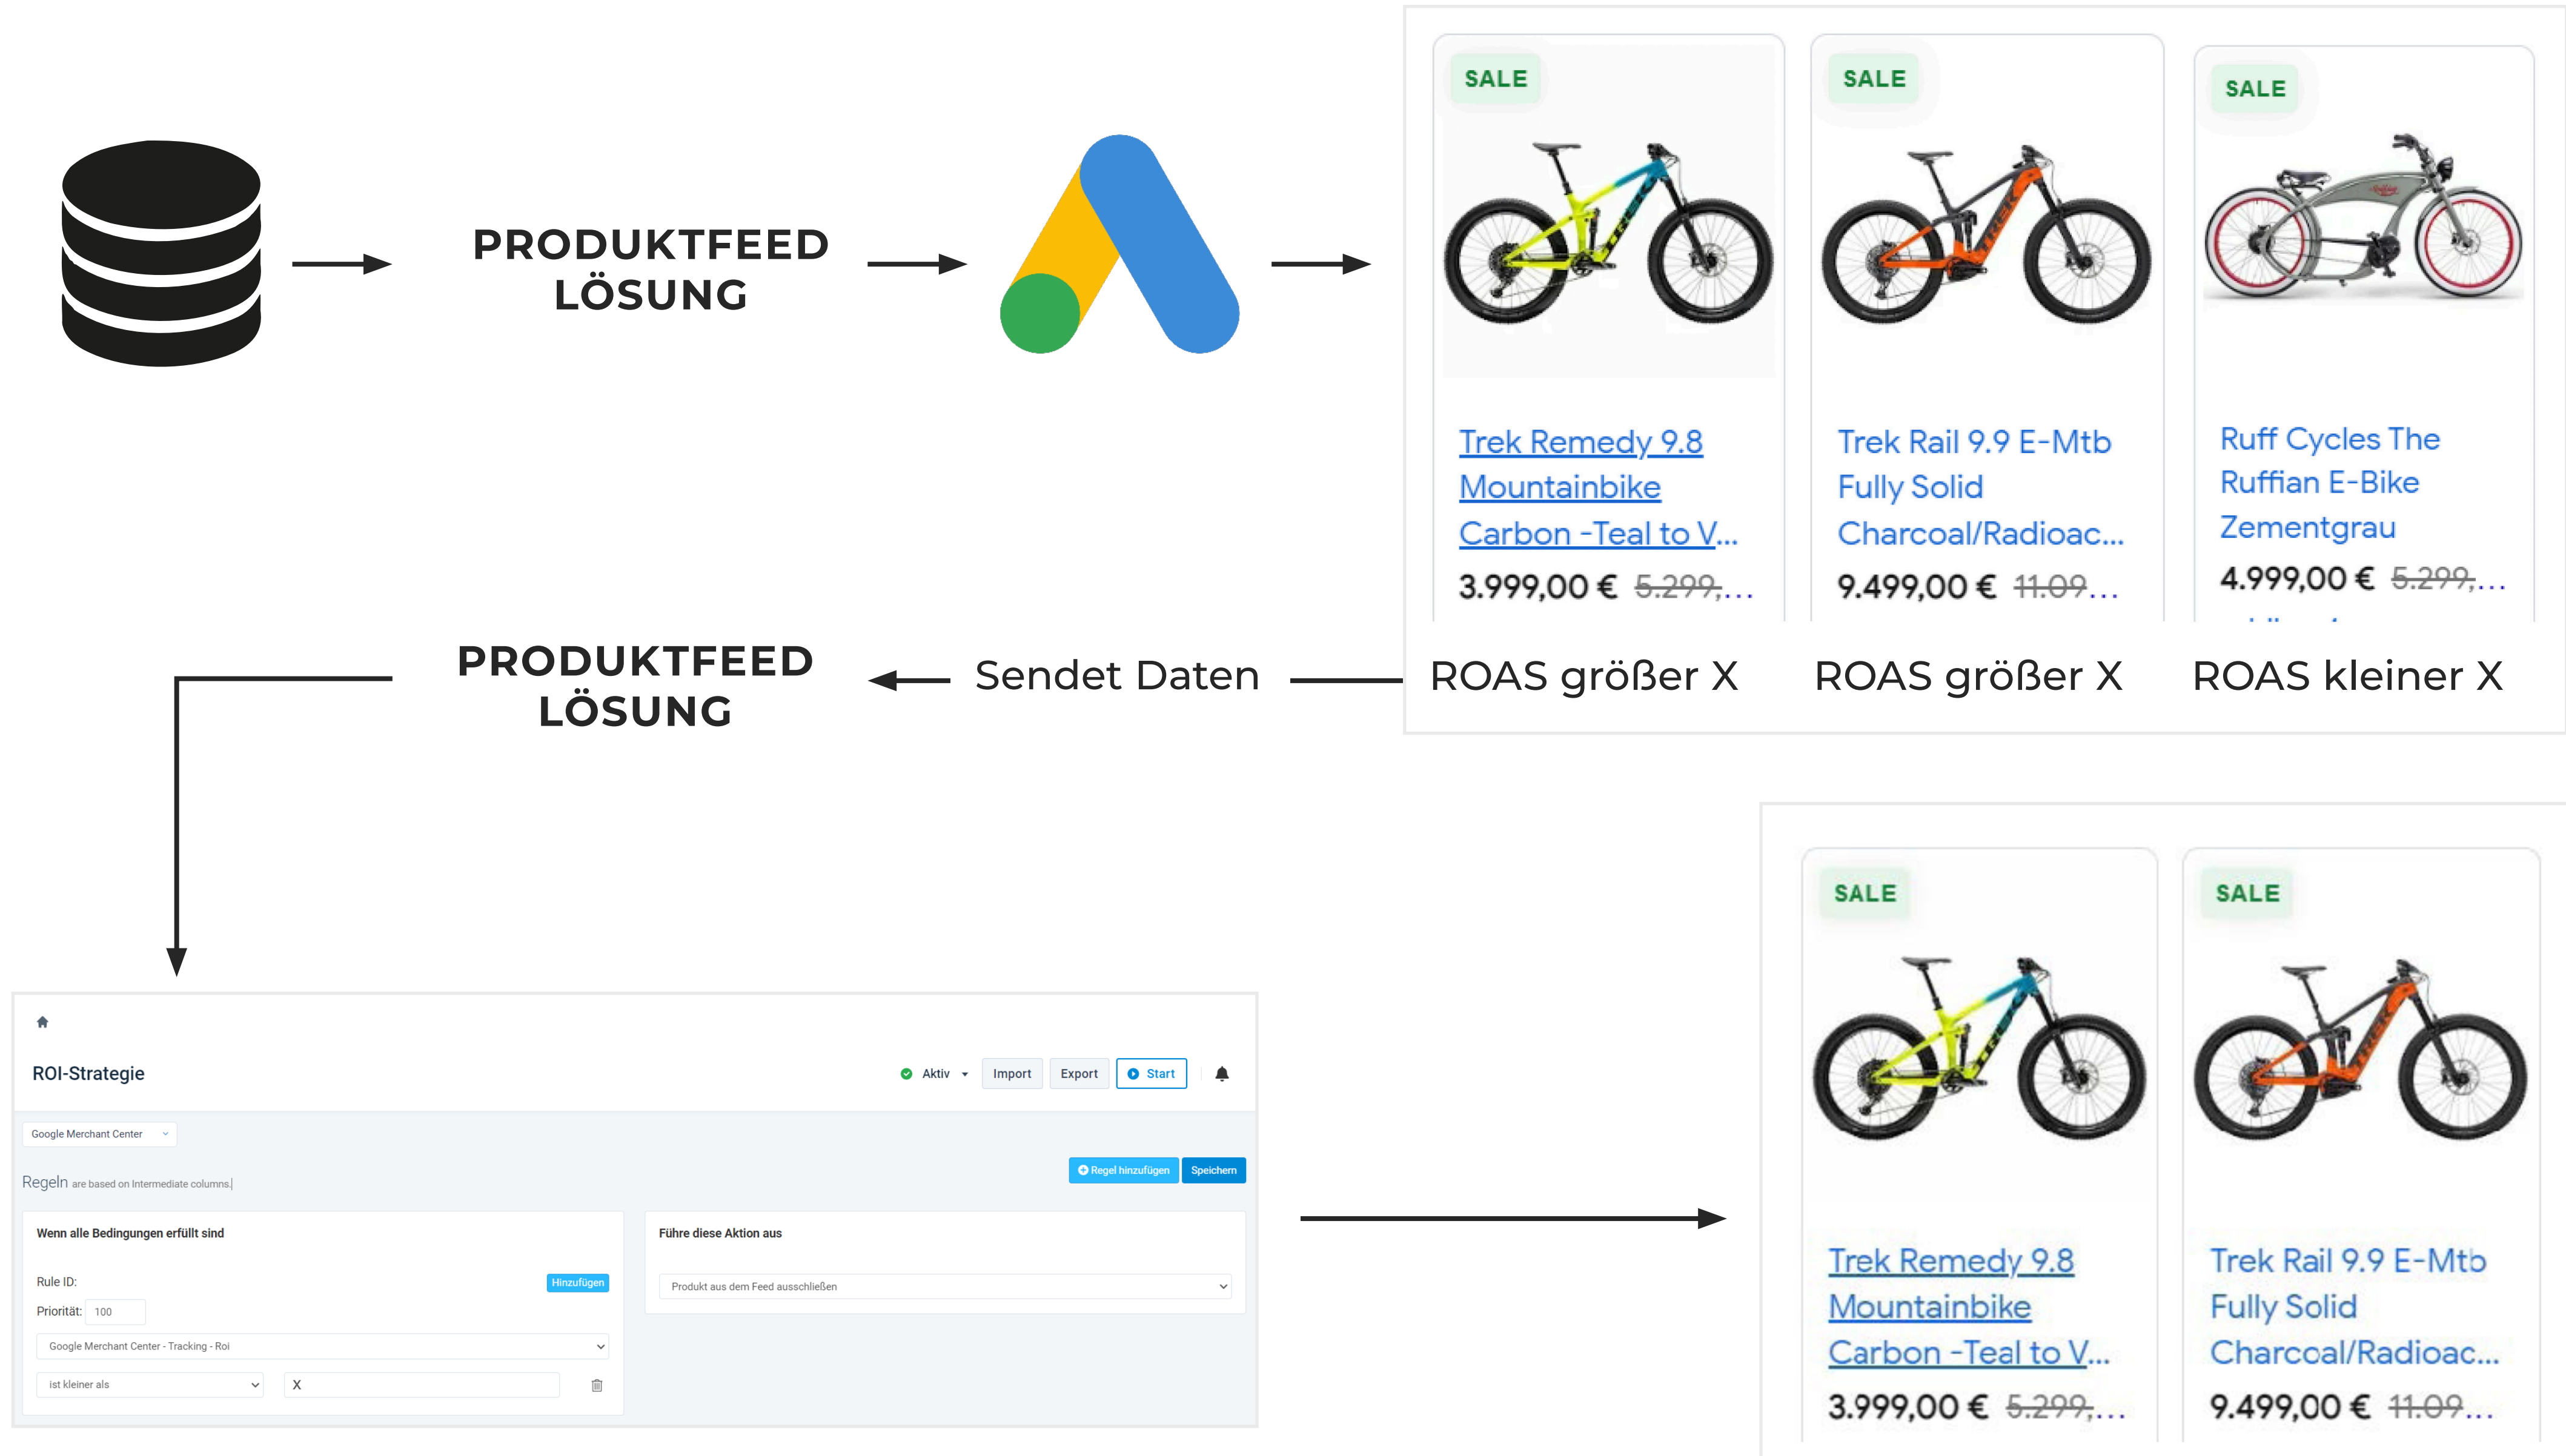 PRODUKTFEED
LÖSUNG
SALE
Trek Remedy 9.8
Mountainbike
Carbon -Teal to V...
3.999,00 € 5.299,...
SALE
Trek Rail 9.9 E-Mtb
Fully Solid
Charcoal/Radioac...
9.499,00 € 11.09...
SALE
Ruff Cycles The
Ruffian E-Bike
Zementgrau
4.999,00 € 5.299,...
ROAS größer X
ROAS größer X
ROAS kleiner X
Sendet Daten
PRODUKTFEED
LÖSUNG
ROI-Strategie
Aktiv
Import
Export
Start
Google Merchant Center
Regel hinzufügen
Speichern
Regeln are based on Intermediate columns.
Wenn alle Bedingungen erfüllt sind
Rule ID:
Hinzufügen
Priorität: 100
Google Merchant Center - Tracking - Roi
ist kleiner als
X
Führe diese Aktion aus
Produkt aus dem Feed ausschließen
SALE
Trek Remedy 9.8
Mountainbike
Carbon -Teal to V...
3.999,00 € 5.299,...
SALE
Trek Rail 9.9 E-Mtb
Fully Solid
Charcoal/Radioac...
9.499,00 € 11.09...